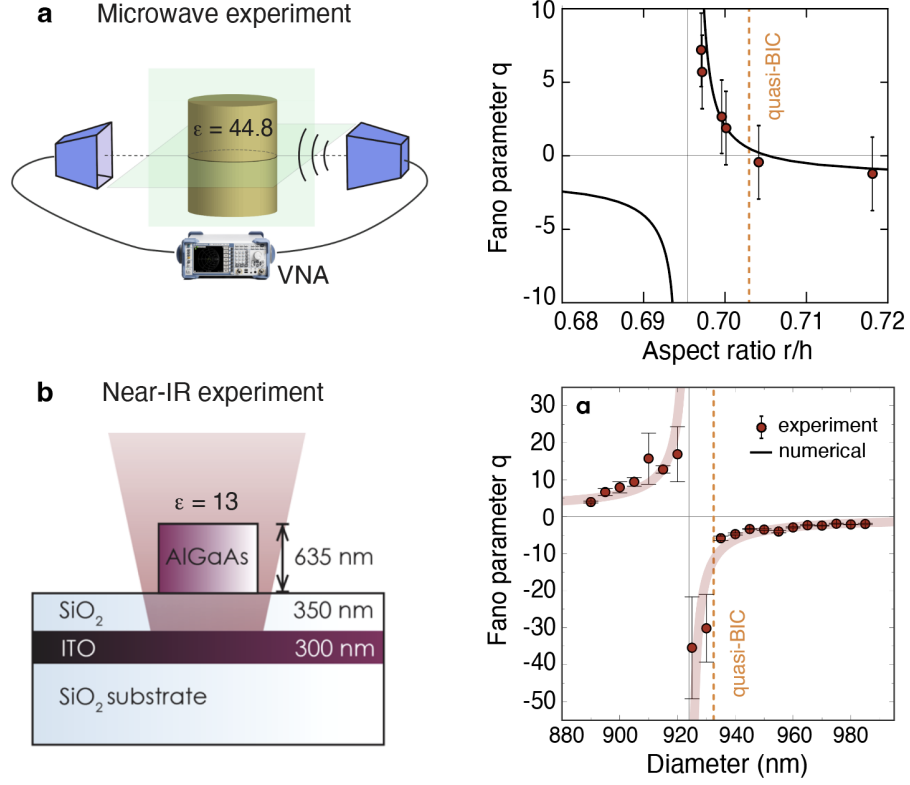 a Microwave experiment
ε = 44.8
VNA
10
5
0
-5
-10
Fano parameter q
quasi-BIC
0.68 0.69 0.70 0.71 0.72
Aspect ratio r/h
b Near-IR experiment
ε = 13
AlGaAs
635 nm
SiO₂ 350 nm
ITO 300 nm
SiO₂ substrate
a
experiment
numerical
30
20
10
0
-10
-20
-30
-40
-50
Fano parameter q
quasi-BIC
880 900 920 940 960 980
Diameter (nm)